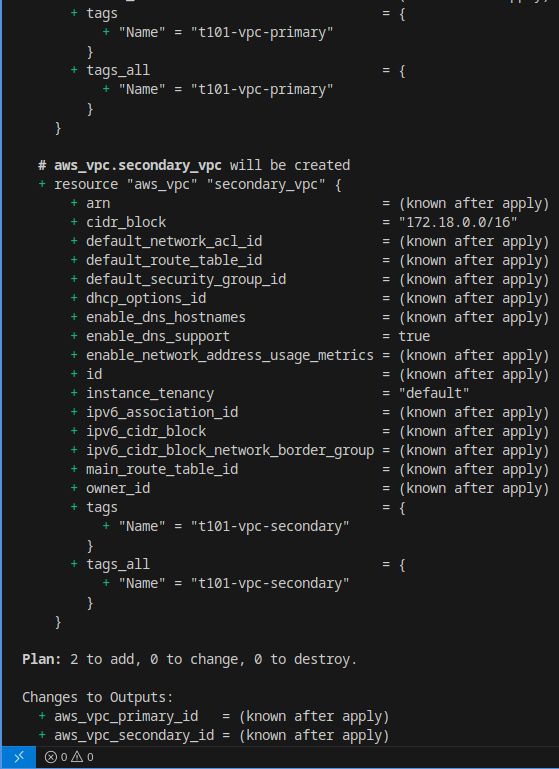 + tags = {
+ "Name" = "t101-vpc-primary"
}
+ tags_all = {
+ "Name" = "t101-vpc-primary"
}
}
# aws_vpc.secondary_vpc will be created
+ resource "aws_vpc" "secondary_vpc" {
+ arn = (known after apply)
+ cidr_block = "172.18.0.0/16"
+ default_network_acl_id = (known after apply)
+ default_route_table_id = (known after apply)
+ default_security_group_id = (known after apply)
+ dhcp_options_id = (known after apply)
+ enable_dns_hostnames = (known after apply)
+ enable_dns_support = true
+ enable_network_address_usage_metrics = (known after apply)
+ id = (known after apply)
+ instance_tenancy = "default"
+ ipv6_association_id = (known after apply)
+ ipv6_cidr_block = (known after apply)
+ ipv6_cidr_block_network_border_group = (known after apply)
+ main_route_table_id = (known after apply)
+ owner_id = (known after apply)
+ tags = {
+ "Name" = "t101-vpc-secondary"
}
+ tags_all = {
+ "Name" = "t101-vpc-secondary"
}
}
Plan: 2 to add, 0 to change, 0 to destroy.
Changes to Outputs:
+ aws_vpc_primary_id = (known after apply)
+ aws_vpc_secondary_id = (known after apply)
0 0